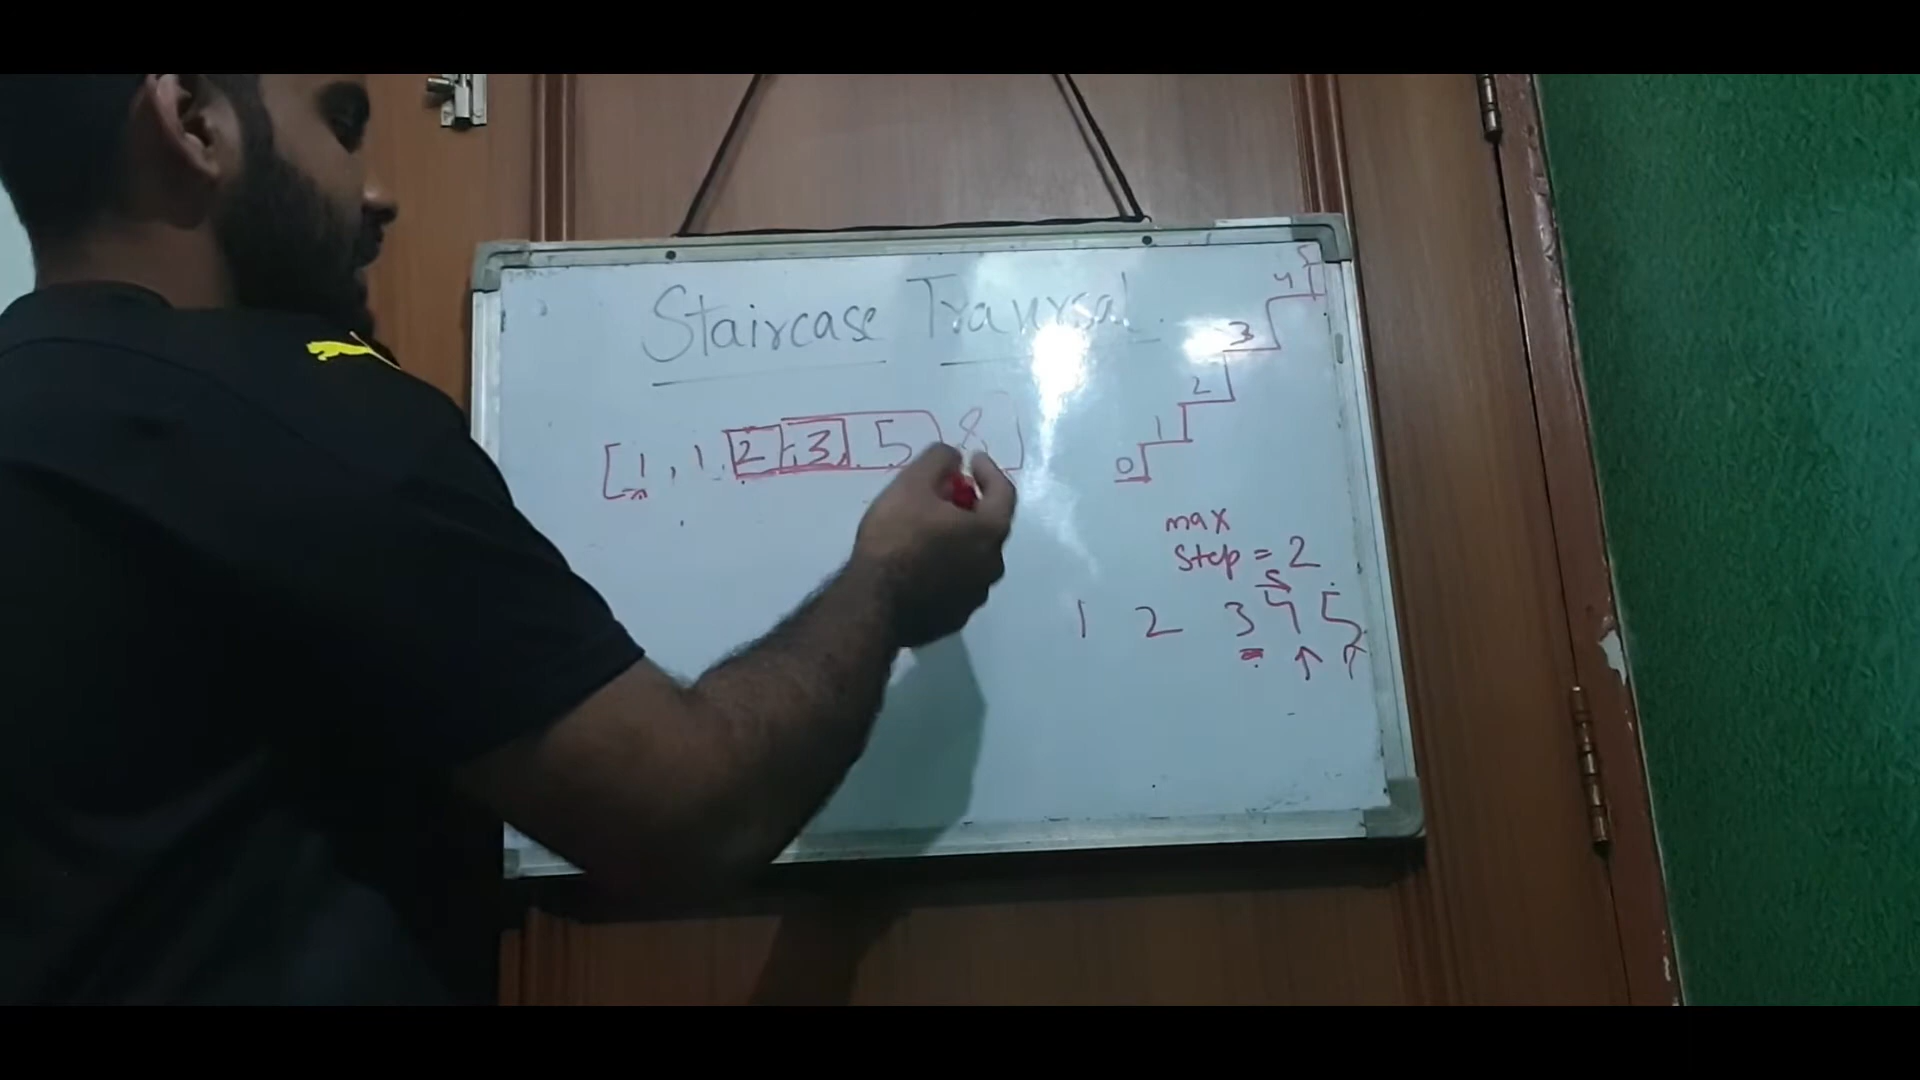 Staircase Traversal
[1, 1, 2, 3, 5, 8]
5
4
3
2
1
0
max
step = 2
1 2 3 4 5